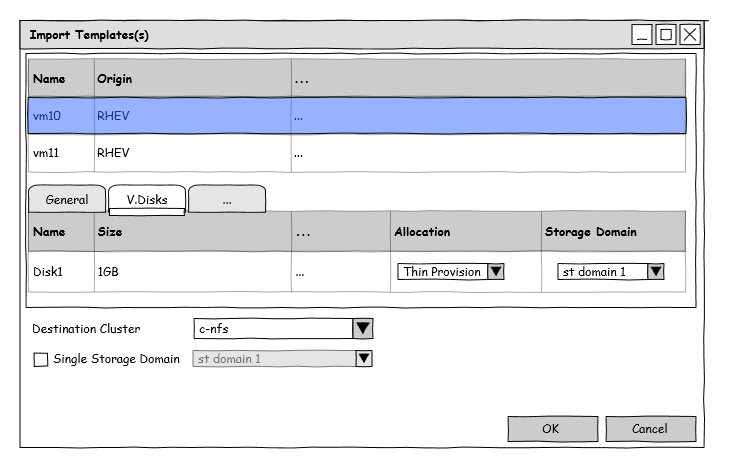 Import Templates(s)
Name Origin ...
vm10 RHEV ...
vm11 RHEV ...
General V.Disks ...
Name Size ... Allocation Storage Domain
Disk1 1GB ... Thin Provision st domain 1
Destination Cluster c-nfs
Single Storage Domain st domain 1
OK Cancel